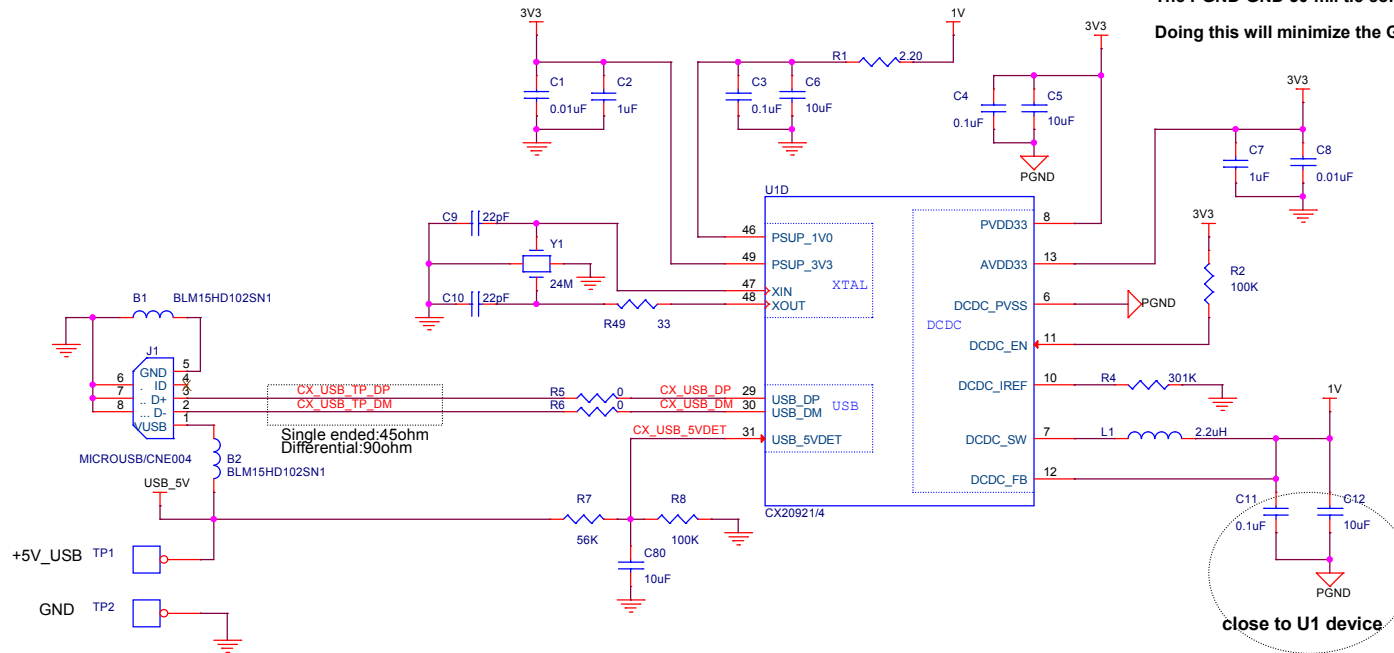 The PGND GND 30 mil tie
Doing this will minimize the G
3V3
1V
3V3
3V3
R1
2.20
C1
0.01uF
C2
1uF
C3
0.1uF
C6
10uF
C4
0.1uF
C5
10uF
PGND
C7
1uF
C8
0.01uF
U1D
C9
22pF
Y1
24M
C10
22pF
R49
33
46
PSUP_1V0
49
PSUP_3V3
47
XIN
48
XOUT
XTAL
PVDD33
8
AVDD33
13
DCDC_PVSS
6
PGND
DCDC
DCDC_EN
11
3V3
R2
100K
DCDC_IREF
10
R4
301K
DCDC_SW
7
L1
2.2uH
1V
DCDC_FB
12
B1
BLM15HD102SN1
J1
GND
5
6
. ID
4
7
.. D+
3
8
... D-
2
VUSB
1
CX_USB_TP_DP
CX_USB_TP_DM
Single ended:45ohm
Differential:90ohm
R5
0
R6
0
CX_USB_DP
CX_USB_DM
CX_USB_5VDET
29
USB_DP
30
USB_DM
USB
31
USB_5VDET
CX20921/4
MICROUSB/CNE004
B2
BLM15HD102SN1
USB_5V
R7
56K
R8
100K
C80
10uF
+5V_USB
TP1
GND
TP2
C11
0.1uF
C12
10uF
PGND
close to U1 device